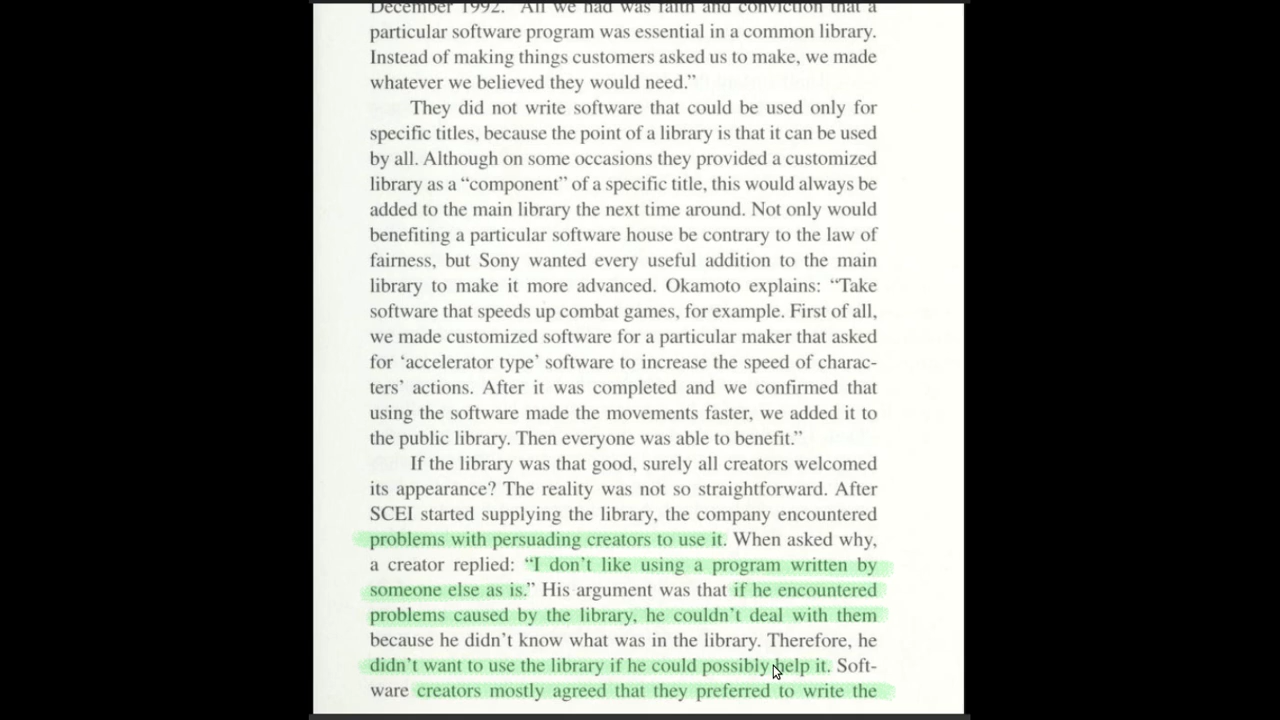 December 1992. “All we had was faith and conviction that a
particular software program was essential in a common library.
Instead of making things customers asked us to make, we made
whatever we believed they would need.”
They did not write software that could be used only for
specific titles, because the point of a library is that it can be used
by all. Although on some occasions they provided a customized
library as a “component” of a specific title, this would always be
added to the main library the next time around. Not only would
benefiting a particular software house be contrary to the law of
fairness, but Sony wanted every useful addition to the main
library to make it more advanced. Okamoto explains: “Take
software that speeds up combat games, for example. First of all,
we made customized software for a particular maker that asked
for ‘accelerator type’ software to increase the speed of charac-
ters’ actions. After it was completed and we confirmed that
using the software made the movements faster, we added it to
the public library. Then everyone was able to benefit.”
If the library was that good, surely all creators welcomed
its appearance? The reality was not so straightforward. After
SCEI started supplying the library, the company encountered
problems with persuading creators to use it. When asked why,
a creator replied: “I don’t like using a program written by
someone else as is.” His argument was that if he encountered
problems caused by the library, he couldn’t deal with them
because he didn’t know what was in the library. Therefore, he
didn’t want to use the library if he could possibly help it. Soft-
ware creators mostly agreed that they preferred to write the